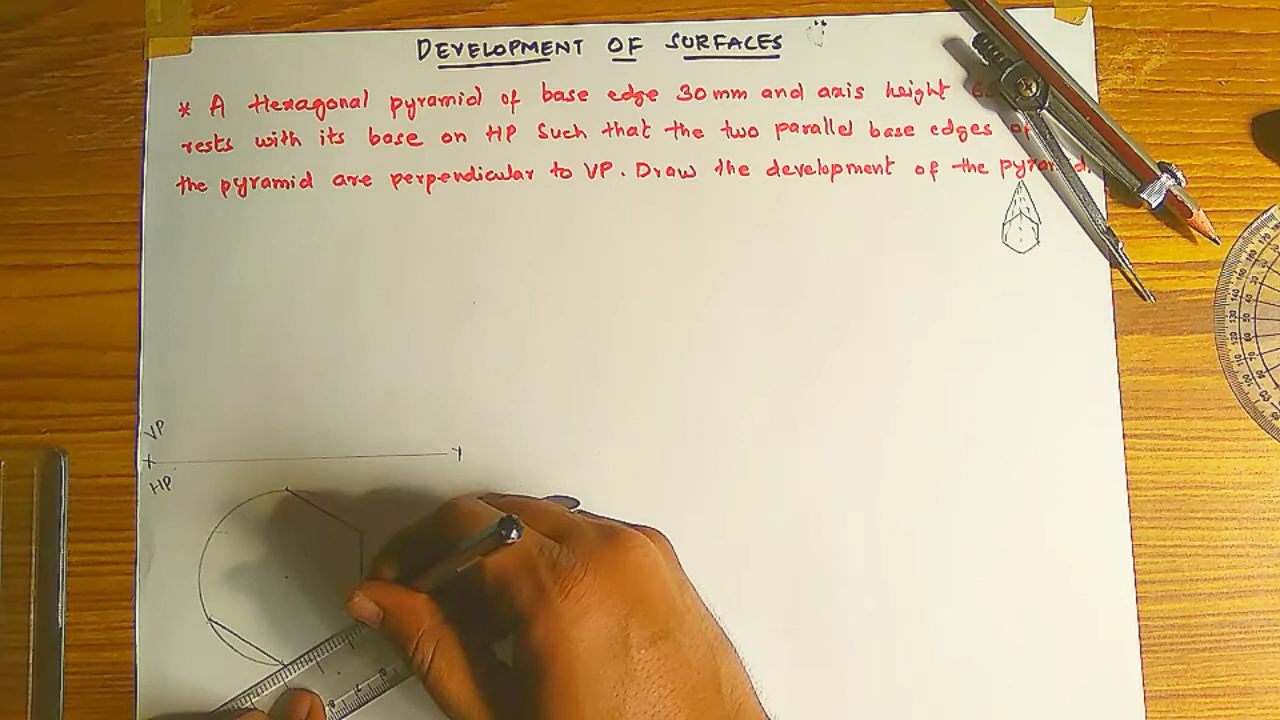 DEVELOPMENT OF SURFACES
* A Hexagonal pyramid of base edge 30mm and axis height
rests with its base on HP Such that the two parallel base edges of
the pyramid are perpendicular to VP. Draw the development of the pyramid.
VP
X Y
HP